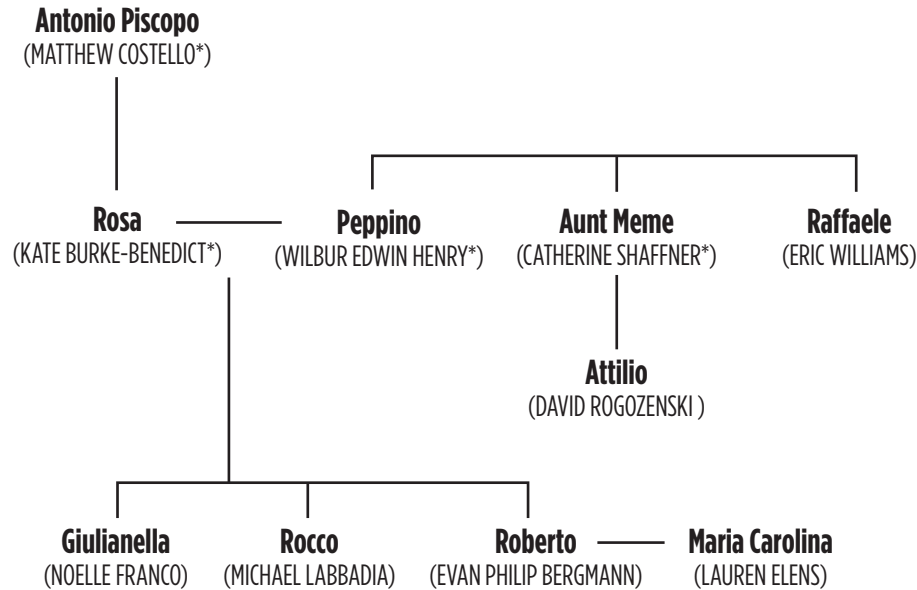 Antonio Piscopo
(MATTHEW COSTELLO*)
Rosa
(KATE BURKE-BENEDICT*)
Peppino
(WILBUR EDWIN HENRY*)
Aunt Meme
(CATHERINE SHAFFNER*)
Raffaele
(ERIC WILLIAMS)
Attilio
(DAVID ROGOZENSKI )
Giulianella
(NOELLE FRANCO)
Rocco
(MICHAEL LABBADIA)
Roberto
(EVAN PHILIP BERGMANN)
Maria Carolina
(LAUREN ELENS)